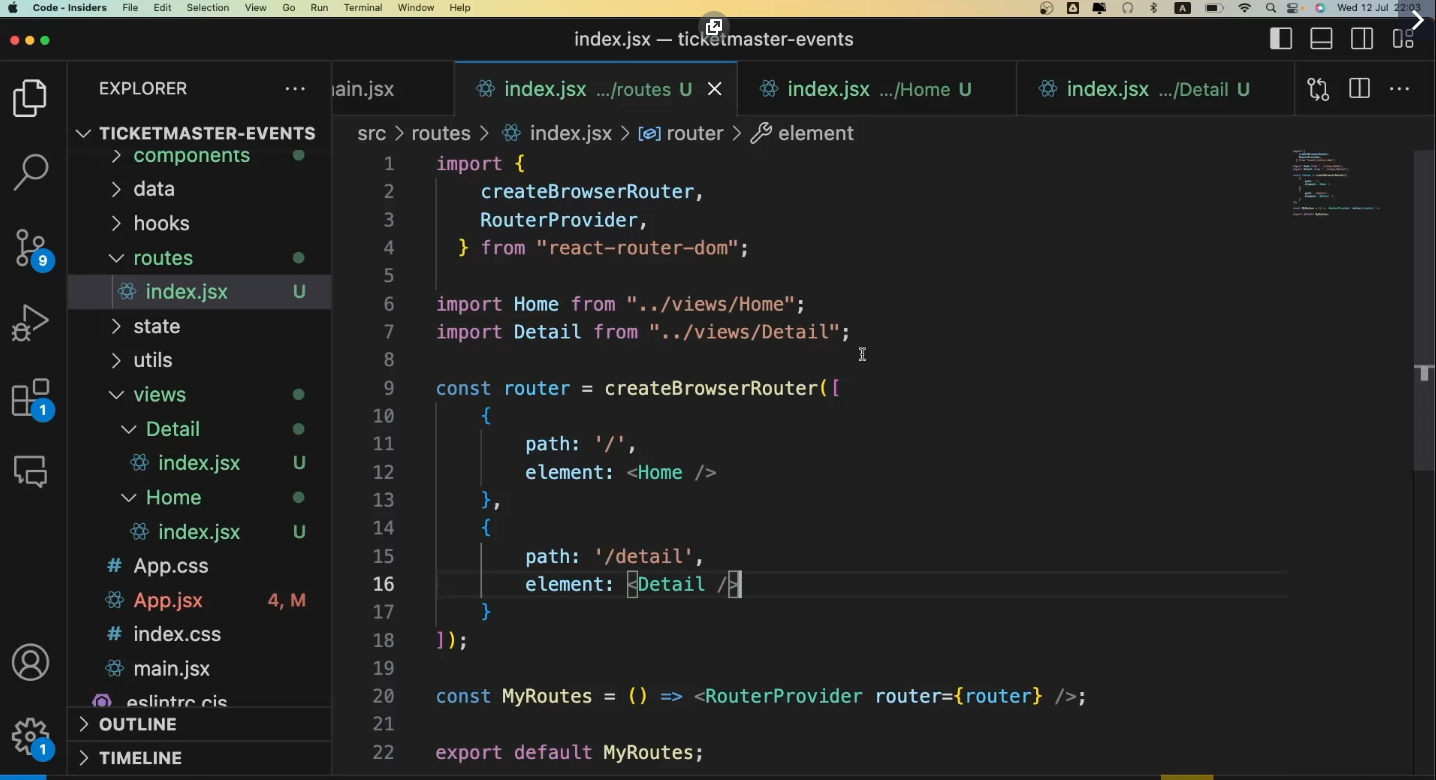 Code - Insiders File Edit Selection View Go Run Terminal Window Help A Wed 12 Jul 22:03
index.jsx — ticketmaster-events
EXPLORER
TICKETMASTER-EVENTS
components
data
hooks
routes
index.jsx U
state
utils
views
Detail
index.jsx U
Home
index.jsx U
# App.css
App.jsx 4, M
# index.css
main.jsx
.eslintrc.cjs
OUTLINE
TIMELINE
9
1
1
ain.jsx index.jsx .../routes U index.jsx .../Home U index.jsx .../Detail U
src > routes > index.jsx > router > element
1 import {
2 createBrowserRouter,
3 RouterProvider,
4 } from "react-router-dom";
5
6 import Home from "../views/Home";
7 import Detail from "../views/Detail";
8
9 const router = createBrowserRouter([
10 {
11 path: '/',
12 element: <Home />
13 },
14 {
15 path: '/detail',
16 element: <Detail />
17 }
18 ]);
19
20 const MyRoutes = () => <RouterProvider router={router} />;
21
22 export default MyRoutes;